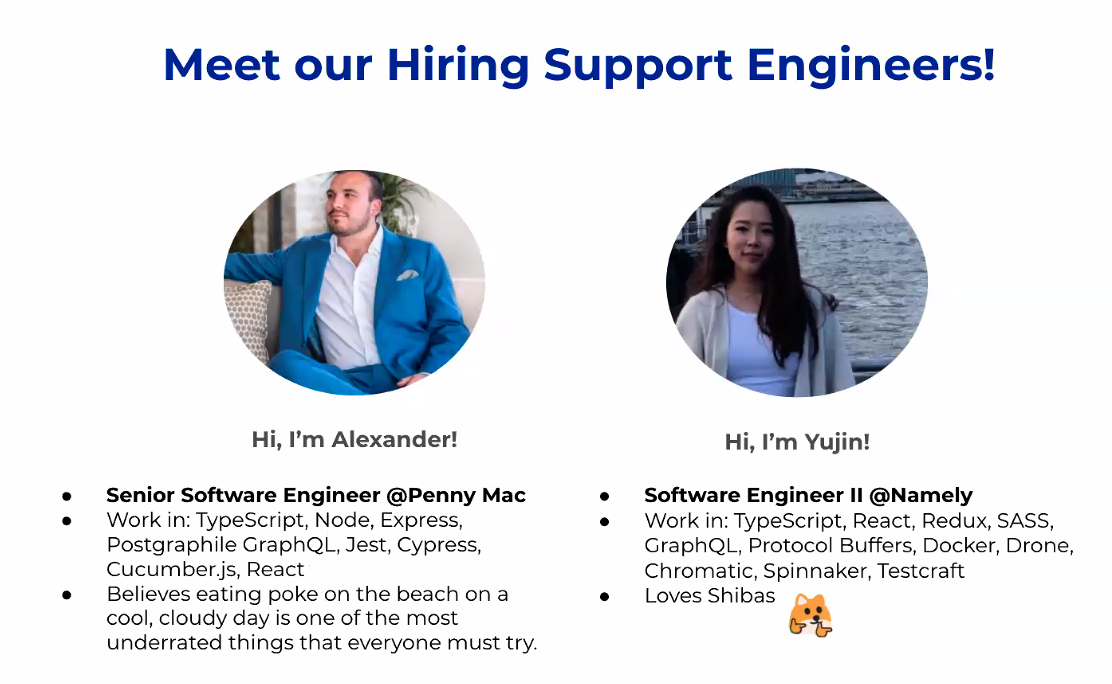 Meet our Hiring Support Engineers!
Hi, I'm Alexander!
● Senior Software Engineer @Penny Mac
● Work in: TypeScript, Node, Express,
Postgraphile GraphQL, Jest, Cypress,
Cucumber.js, React
● Believes eating poke on the beach on a
cool, cloudy day is one of the most
underrated things that everyone must try.
Hi, I'm Yujin!
● Software Engineer II @Namely
● Work in: TypeScript, React, Redux, SASS,
GraphQL, Protocol Buffers, Docker, Drone,
Chromatic, Spinnaker, Testcraft
● Loves Shibas